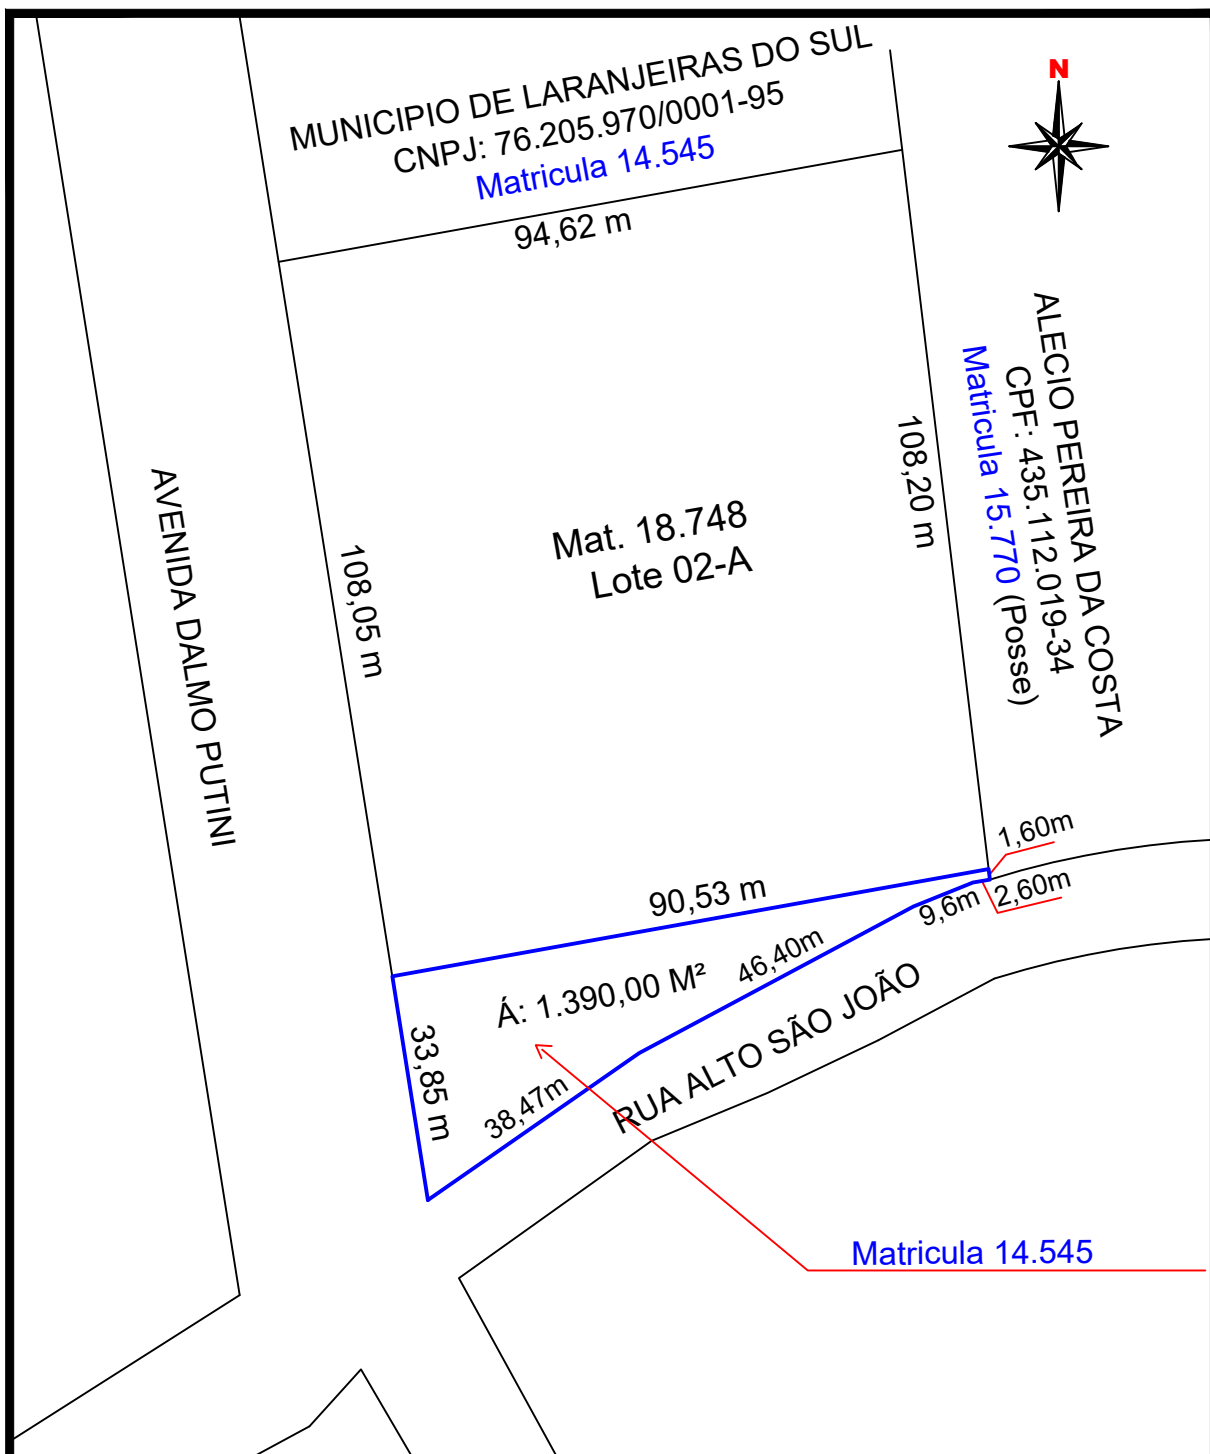 MUNICIPIO DE LARANJEIRAS DO SUL
CNPJ: 76.205.970/0001-95
Matricula 14.545
N
94,62 m
ALECIO PEREIRA DA COSTA
CPF: 435.112.019-34
Matricula 15.770 (Posse)
108,20 m
AVENIDA DALMO PUTINI
108,05 m
Mat. 18.748
Lote 02-A
1,60m
2,60m
90,53 m
9,6m
46,40m
Á: 1.390,00 M²
33,85 m
38,47m
RUA ALTO SÃO JOÃO
Matricula 14.545